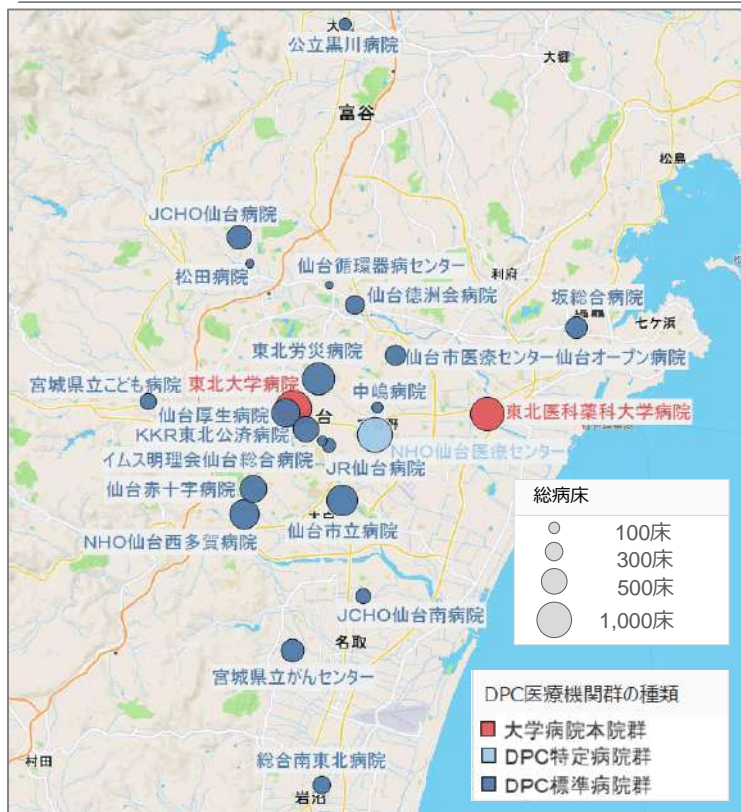 公立黒川病院
大郷
富谷
松島
JCHO仙台病院
松田病院
仙台循環器病センター
利府
仙台徳洲会病院
坂総合病院
七ケ浜
東北労災病院
仙台市医療センター仙台オープン病院
宮城県立こども病院
東北大学病院
中嶋病院
仙台厚生病院
台
東北医科薬科大学病院
KKR東北公済病院
NHO仙台医療センター
イムス明理会仙台総合病院
JR仙台病院
仙台赤十字病院
仙台市立病院
NHO仙台西多賀病院
JCHO仙台南病院
名取
宮城県立がんセンター
総合南東北病院
村田
岩沼
総病床
100床
300床
500床
1,000床
DPC医療機関群の種類
大学病院本院群
DPC特定病院群
DPC標準病院群